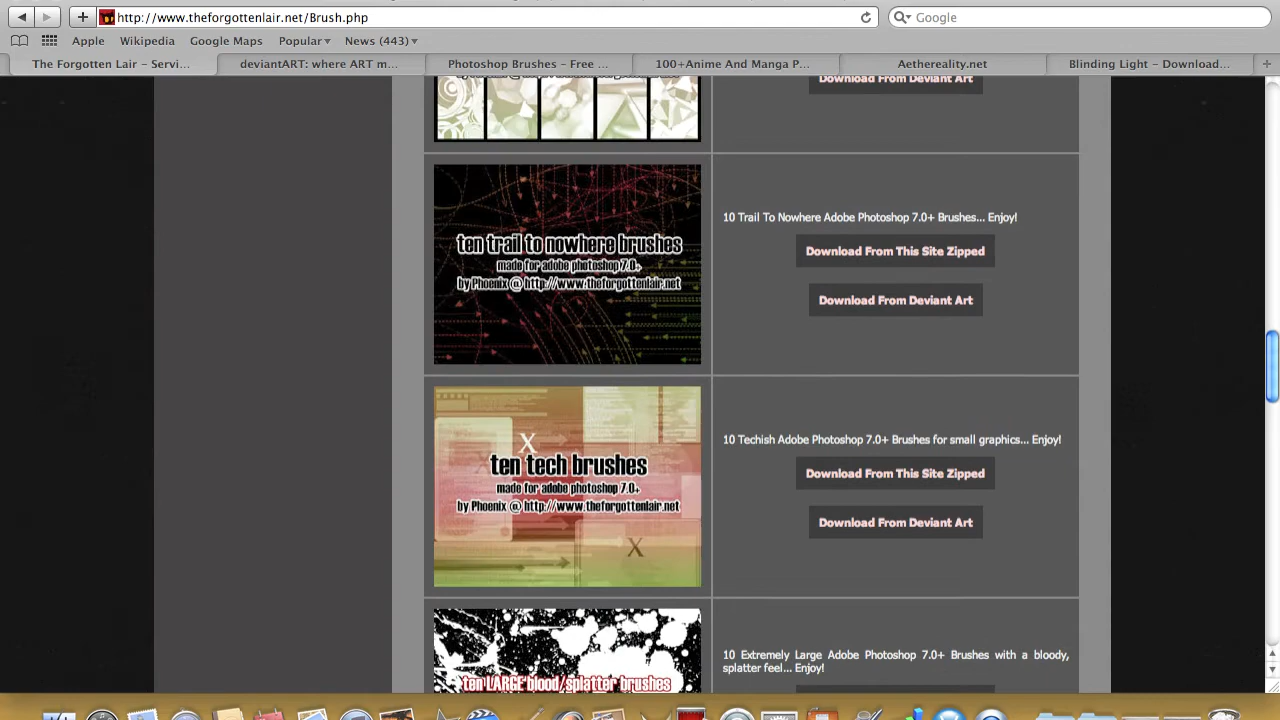 http://www.theforgottenlair.net/Brush.php
Google
Apple
Wikipedia
Google Maps
Popular
News (443)
The Forgotten Lair – Servi...
deviantART: where ART m...
Photoshop Brushes – Free ...
100+Anime And Manga P...
Aethereality.net
Blinding Light – Download...
Download From Deviant Art
ten trail to nowhere brushes
made for adobe photoshop 7.0+
by Phoenix @ http://www.theforgottenlair.net
10 Trail To Nowhere Adobe Photoshop 7.0+ Brushes... Enjoy!
Download From This Site Zipped
Download From Deviant Art
X
ten tech brushes
made for adobe photoshop 7.0+
by Phoenix @ http://www.theforgottenlair.net
X
10 Techish Adobe Photoshop 7.0+ Brushes for small graphics... Enjoy!
Download From This Site Zipped
Download From Deviant Art
ten LARGE blood/splatter brushes
10 Extremely Large Adobe Photoshop 7.0+ Brushes with a bloody,
splatter feel... Enjoy!